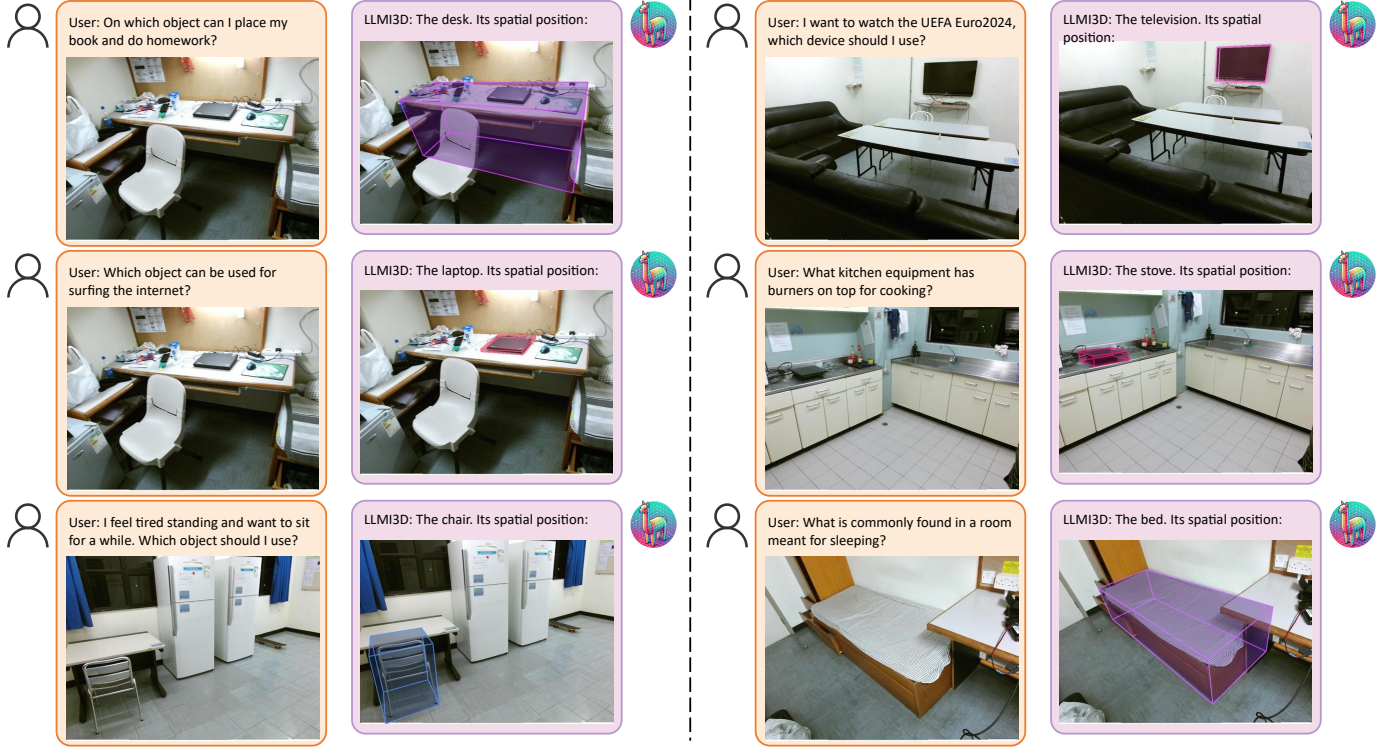 User: On which object can I place my
book and do homework?
LLMI3D: The desk. Its spatial position:
User: Which object can be used for
surfing the internet?
LLMI3D: The laptop. Its spatial position:
User: I feel tired standing and want to sit
for a while. Which object should I use?
LLMI3D: The chair. Its spatial position:
User: I want to watch the UEFA Euro2024,
which device should I use?
LLMI3D: The television. Its spatial
position:
User: What kitchen equipment has
burners on top for cooking?
LLMI3D: The stove. Its spatial position:
User: What is commonly found in a room
meant for sleeping?
LLMI3D: The bed. Its spatial position: